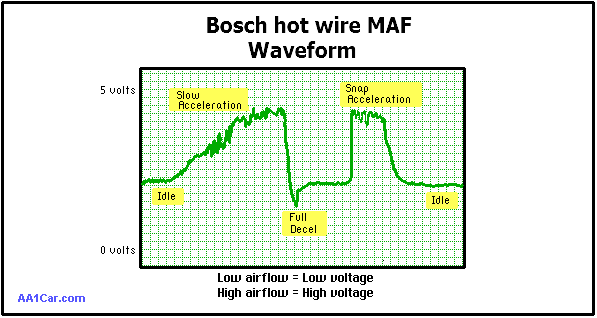 Bosch hot wire MAF
Waveform
5 volts
Slow
Acceleration
Snap
Acceleration
Idle
Full
Decel
Idle
0 volts
Low airflow = Low voltage
High airflow = High voltage
AA1Car.com